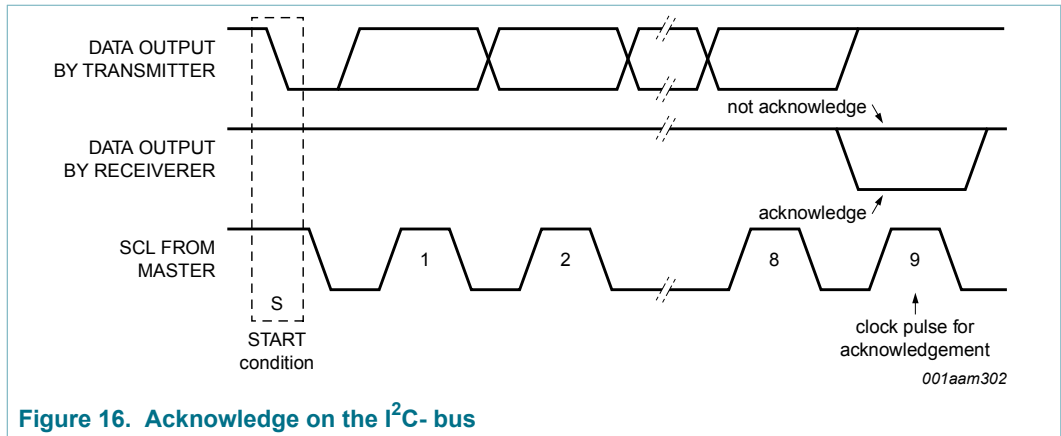 DATA OUTPUT
BY TRANSMITTER
not acknowledge
DATA OUTPUT
BY RECEIVERER
acknowledge
SCL FROM
MASTER
1
2
8
9
S
START
condition
clock pulse for
acknowledgement
001aam302
Figure 16. Acknowledge on the I²C- bus